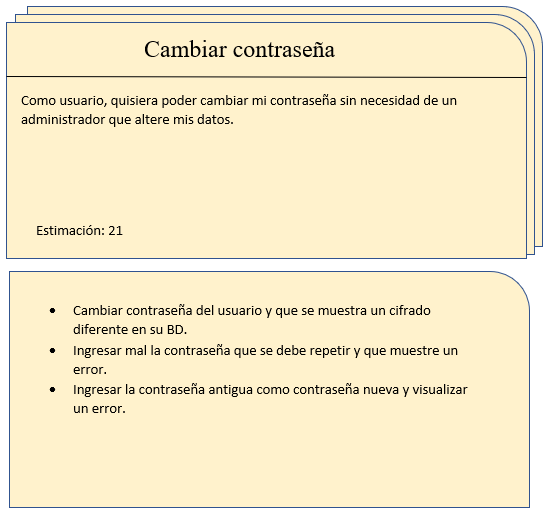 Cambiar contraseña
Como usuario, quisiera poder cambiar mi contraseña sin necesidad de un
administrador que altere mis datos.
Estimación: 21
• Cambiar contraseña del usuario y que se muestra un cifrado
diferente en su BD.
• Ingresar mal la contraseña que se debe repetir y que muestre un
error.
• Ingresar la contraseña antigua como contraseña nueva y visualizar
un error.